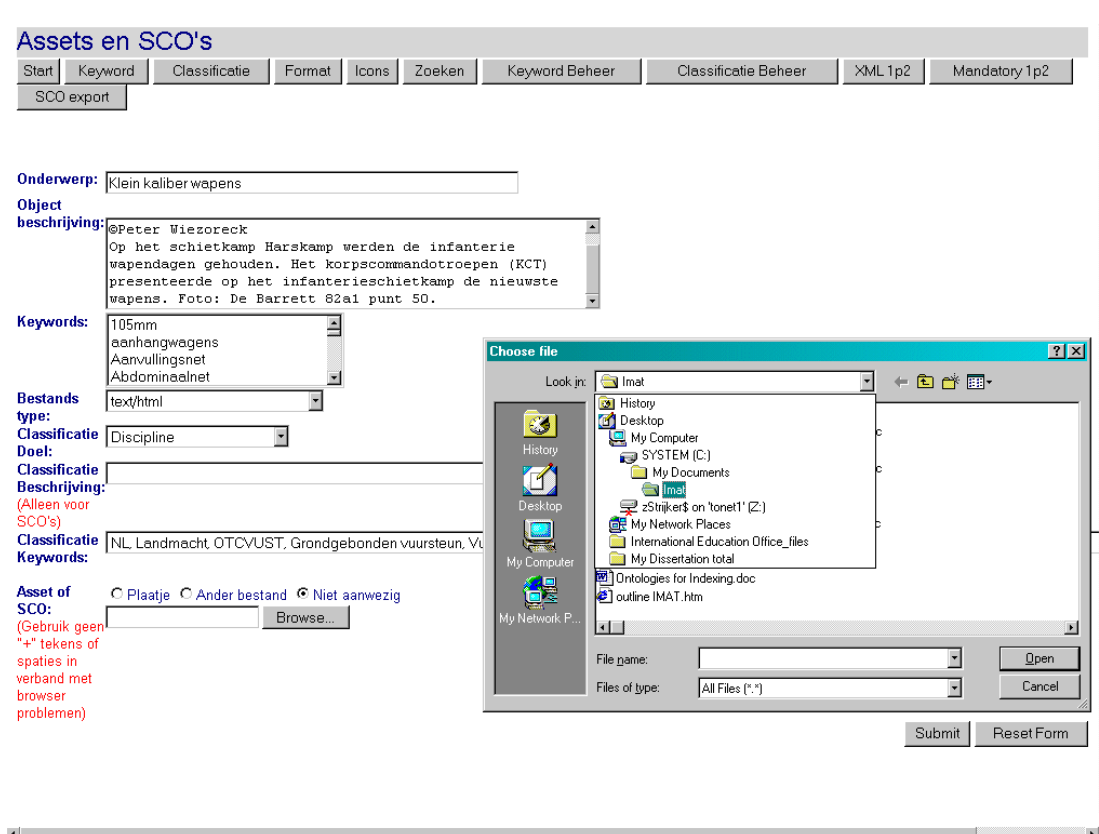 Assets en SCO's
Start Keyword Classificatie Format Icons Zoeken Keyword Beheer Classificatie Beheer XML 1p2 Mandatory 1p2
SCO export
Onderwerp: Klein kaliber wapens
Object
beschrijving:
©Peter Wiezoreck
Op het schietkamp Harskamp werden de infanterie
wapendagen gehouden. Het korpscommandotroepen (KCT)
presenteerde op het infanterieschietkamp de nieuwste
wapens. Foto: De Barrett 82a1 punt 50.
Keywords:
105mm
aanhangwagens
Aanvullingsnet
Abdominaalnet
Bestands
type:
text/html
Classificatie
Doel:
Discipline
Classificatie
Beschrijving:
(Alleen voor
SCO's)
Classificatie
Keywords:
NL, Landmacht, OTCVUST, Grondgebonden vuursteun,
Asset of
SCO:
Plaatje Ander bestand Niet aanwezig
Browse...
(Gebruik geen
"+" tekens of
spaties in
verband met
browser
problemen)
Choose file
Look in: Imat
History
Desktop
My Computer
My Network P...
History
Desktop
My Computer
SYSTEM (C:)
My Documents
Imat
zStrijker$ on 'tonet1' (Z:)
My Network Places
International Education Office_files
My Dissertation total
Ontologies for Indexing.doc
outline IMAT.htm
File name:
Open
Files of type: All Files (*.*)
Cancel
Submit Reset Form